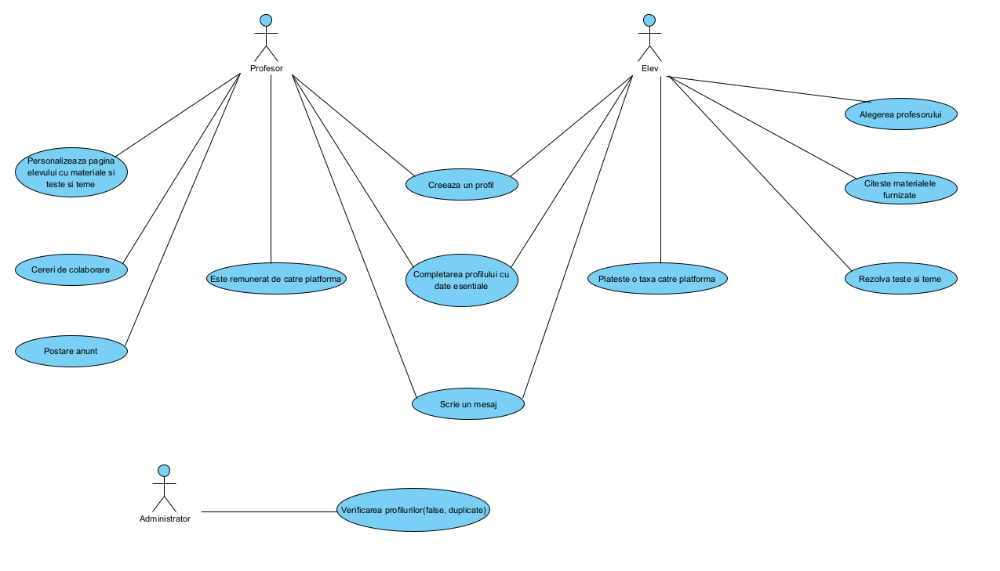 Profesor
Elev
Alegerea profesorului
Personalizeaza pagina
elevului cu materiale si
teste si teme
Creeaza un profil
Citeste materialele
furnizate
Cereri de colaborare
Este remunerat de catre platforma
Completarea profilului cu
date esentiale
Plateste o taxa catre platforma
Rezolva teste si teme
Postare anunt
Scrie un mesaj
Administrator
Verificarea profilurilor(false, duplicate)